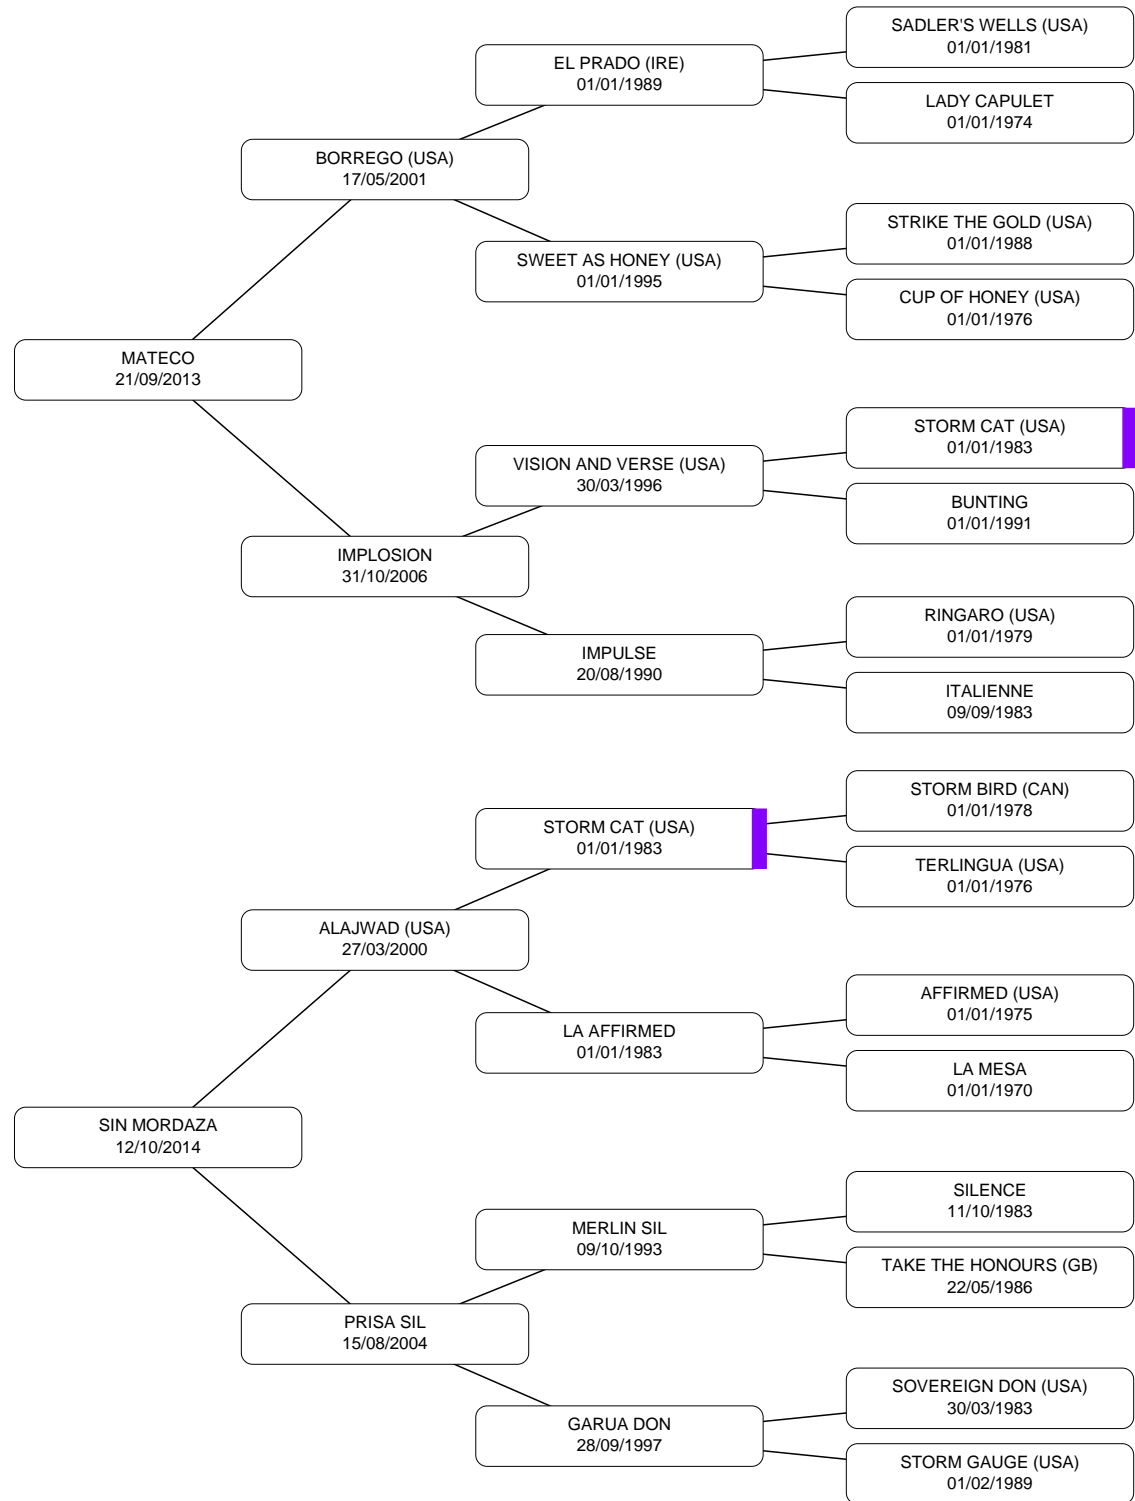 SADLER'S WELLS (USA)
01/01/1981
EL PRADO (IRE)
01/01/1989
LADY CAPULET
01/01/1974
BORREGO (USA)
17/05/2001
STRIKE THE GOLD (USA)
01/01/1988
SWEET AS HONEY (USA)
01/01/1995
CUP OF HONEY (USA)
01/01/1976
MATECO
21/09/2013
STORM CAT (USA)
01/01/1983
VISION AND VERSE (USA)
30/03/1996
BUNTING
01/01/1991
IMPLOSION
31/10/2006
RINGARO (USA)
01/01/1979
IMPULSE
20/08/1990
ITALIENNE
09/09/1983
STORM BIRD (CAN)
01/01/1978
STORM CAT (USA)
01/01/1983
TERLINGUA (USA)
01/01/1976
ALAJWAD (USA)
27/03/2000
AFFIRMED (USA)
01/01/1975
LA AFFIRMED
01/01/1983
LA MESA
01/01/1970
SIN MORDAZA
12/10/2014
SILENCE
11/10/1983
MERLIN SIL
09/10/1993
TAKE THE HONOURS (GB)
22/05/1986
PRISA SIL
15/08/2004
SOVEREIGN DON (USA)
30/03/1983
GARUA DON
28/09/1997
STORM GAUGE (USA)
01/02/1989